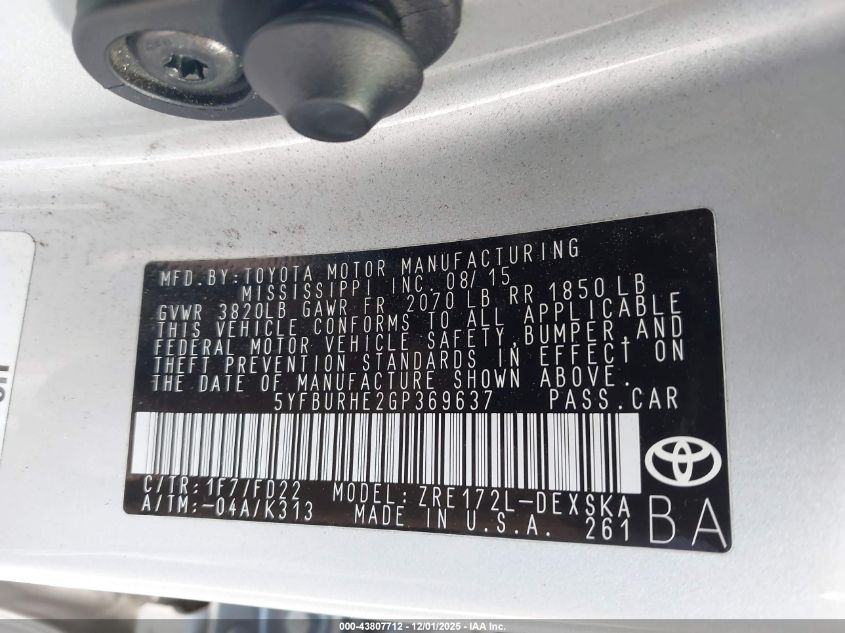 MFD.BY:TOYOTA MOTOR MANUFACTURING
MISSISSIPPI INC. 08/15
GVWR 3820LB GAWR FR 2070 LB RR 1850 LB
THIS VEHICLE CONFORMS TO ALL APPLICABLE
FEDERAL MOTOR VEHICLE SAFETY,BUMPER,AND
THEFT PREVENTION STANDARDS IN EFFECT ON
THE DATE OF MANUFACTURE SHOWN ABOVE.
5YFBURHE2GP369637 PASS.CAR
C/TR:1F7/FD22 MODEL:ZRE172L-DEXSKA
A/TM:-04A/K313 MADE IN U.S.A. 261
BA
000-43807712 - 12/01/2025 - IAA Inc.